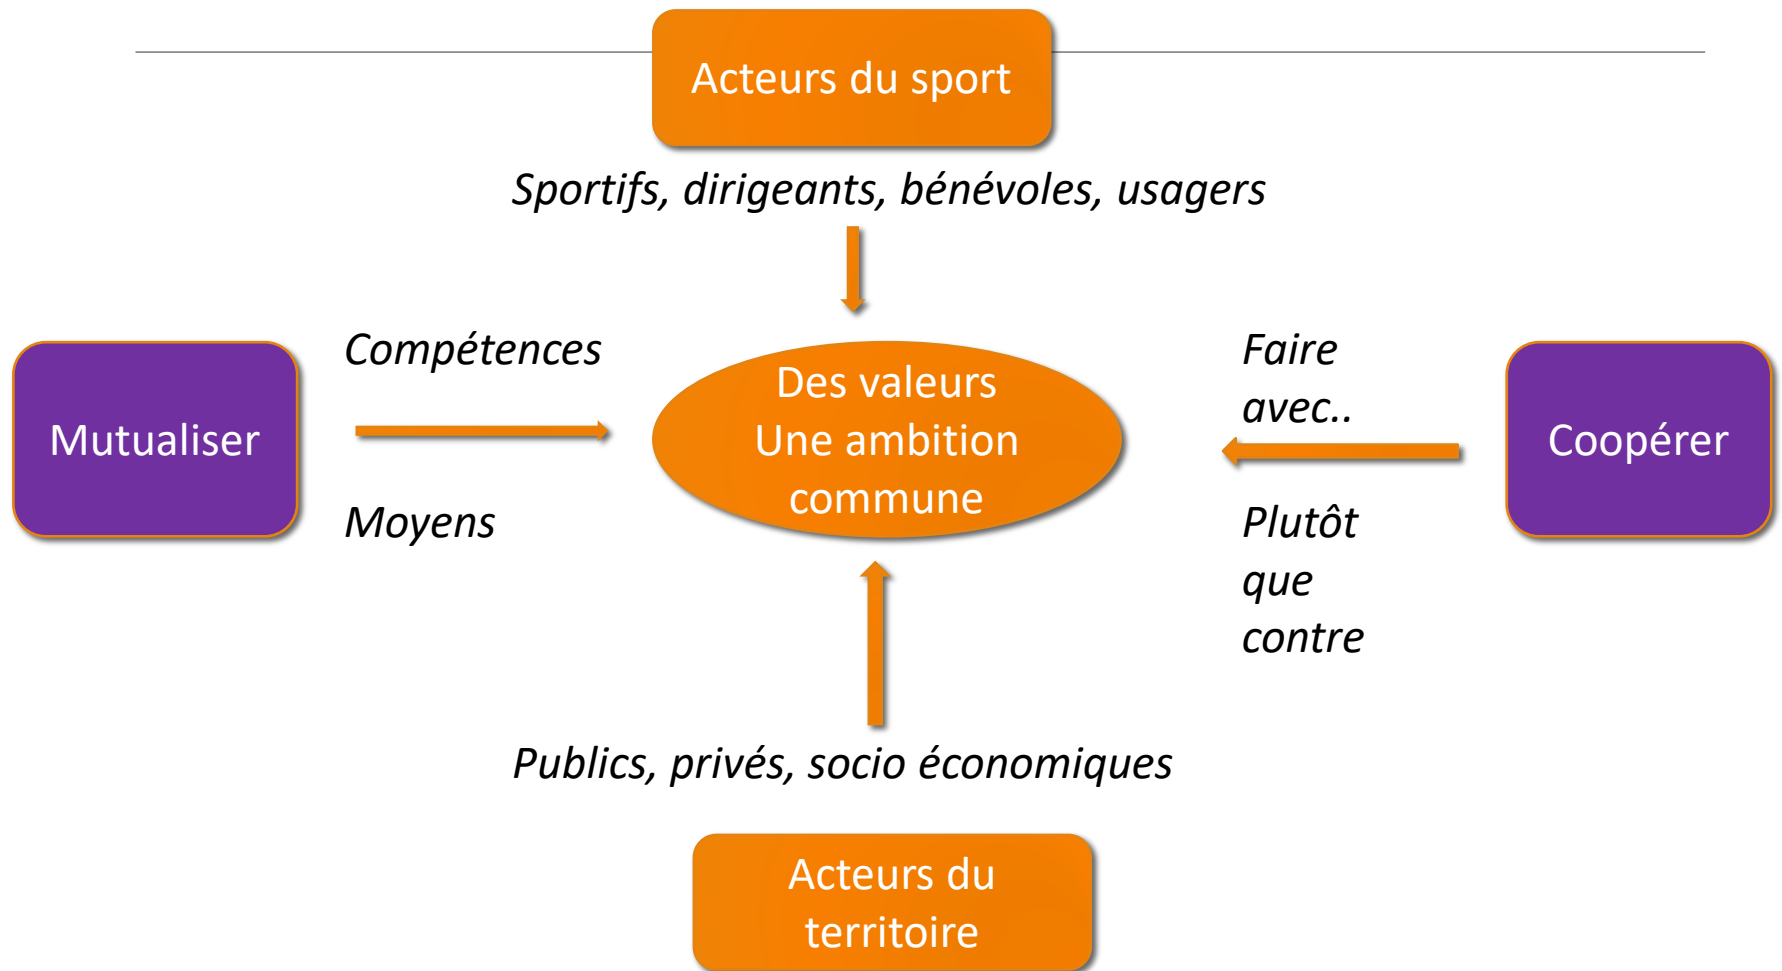 Acteurs du sport
Sportifs, dirigeants, bénévoles, usagers
Mutualiser
Compétences
Moyens
Des valeurs
Une ambition
commune
Faire
avec..
Plutôt
que
contre
Coopérer
Publics, privés, socio économiques
Acteurs du
territoire